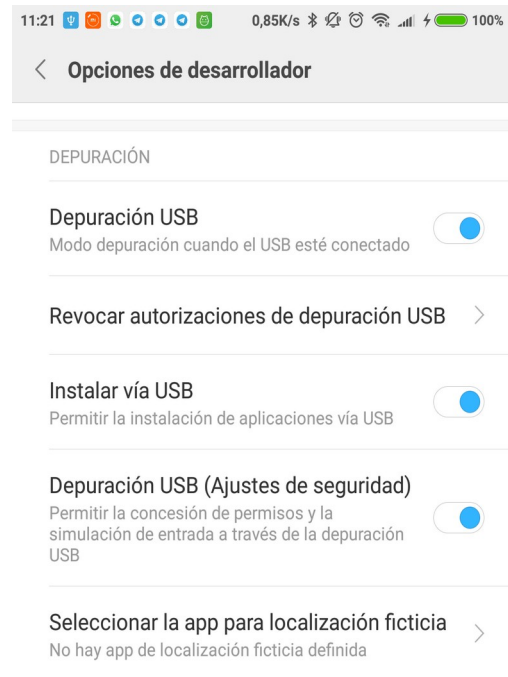 11:21 0,85K/s 100%
Opciones de desarrollador
DEPURACIÓN
Depuración USB
Modo depuración cuando el USB esté conectado
Revocar autorizaciones de depuración USB
Instalar vía USB
Permitir la instalación de aplicaciones vía USB
Depuración USB (Ajustes de seguridad)
Permitir la concesión de permisos y la
simulación de entrada a través de la depuración
USB
Seleccionar la app para localización ficticia
No hay app de localización ficticia definida